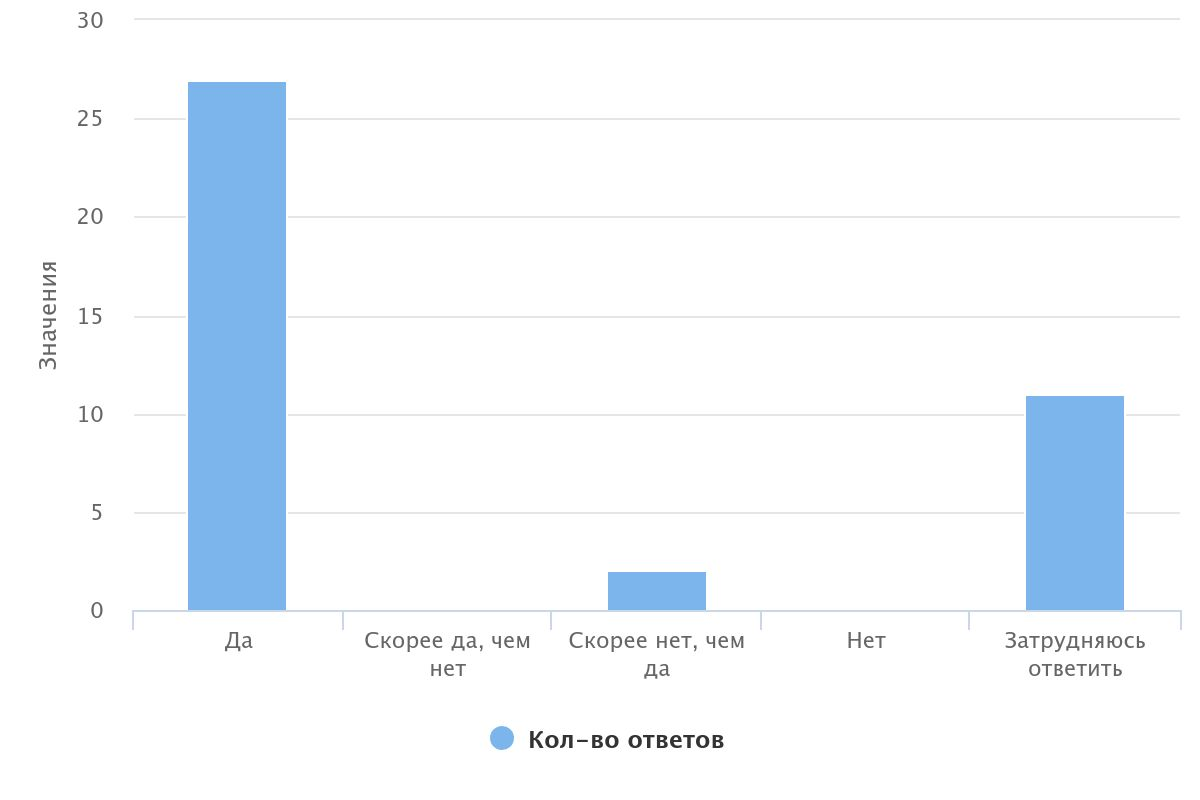 30
25
20
15
10
5
0
Значения
Да
Скорее да, чем
нет
Скорее нет, чем
да
Нет
Затрудняюсь
ответить
Кол-во ответов